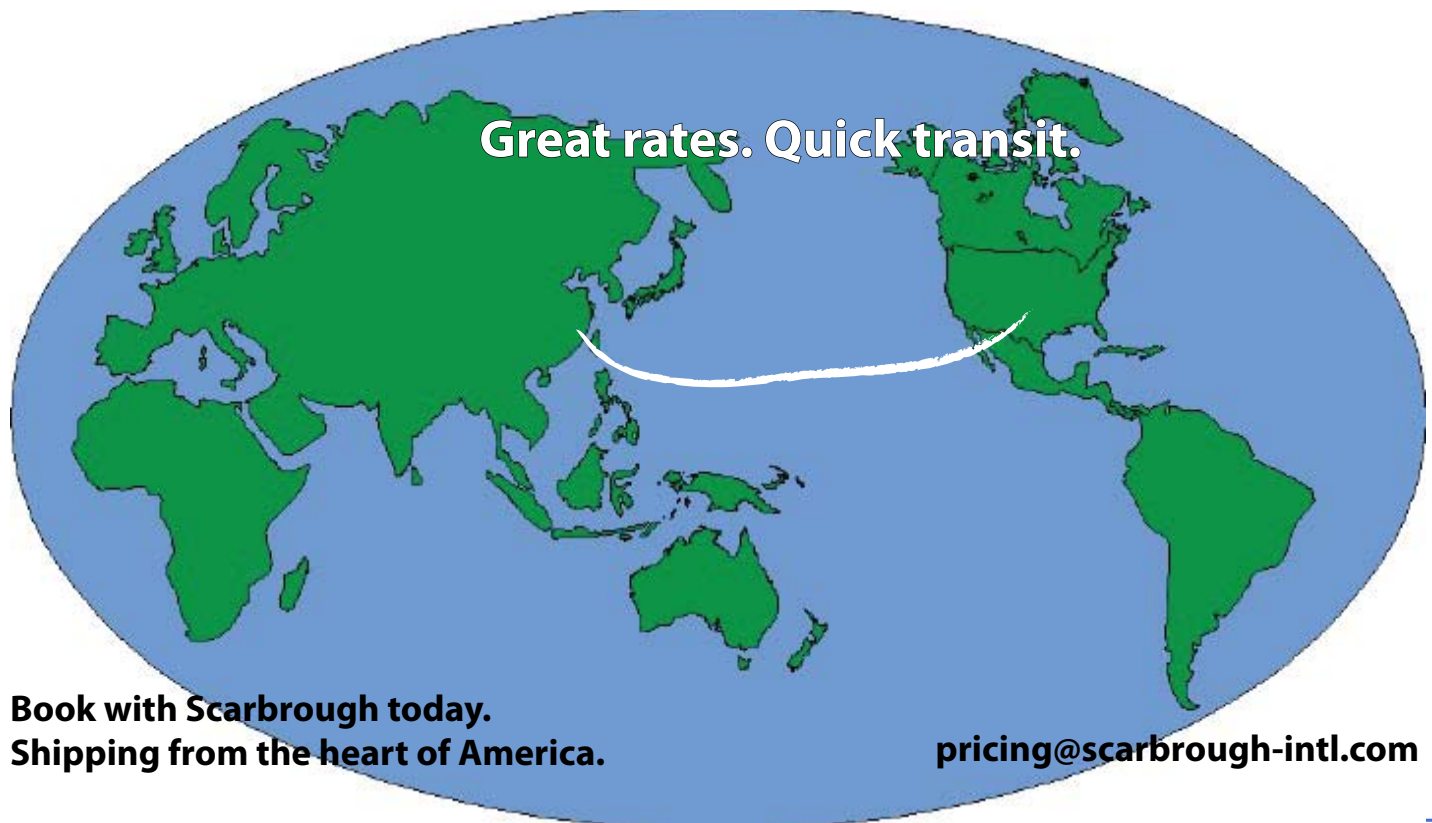 Great rates. Quick transit.
Book with Scarbrough today.
Shipping from the heart of America.
pricing@scarbrough-intl.com